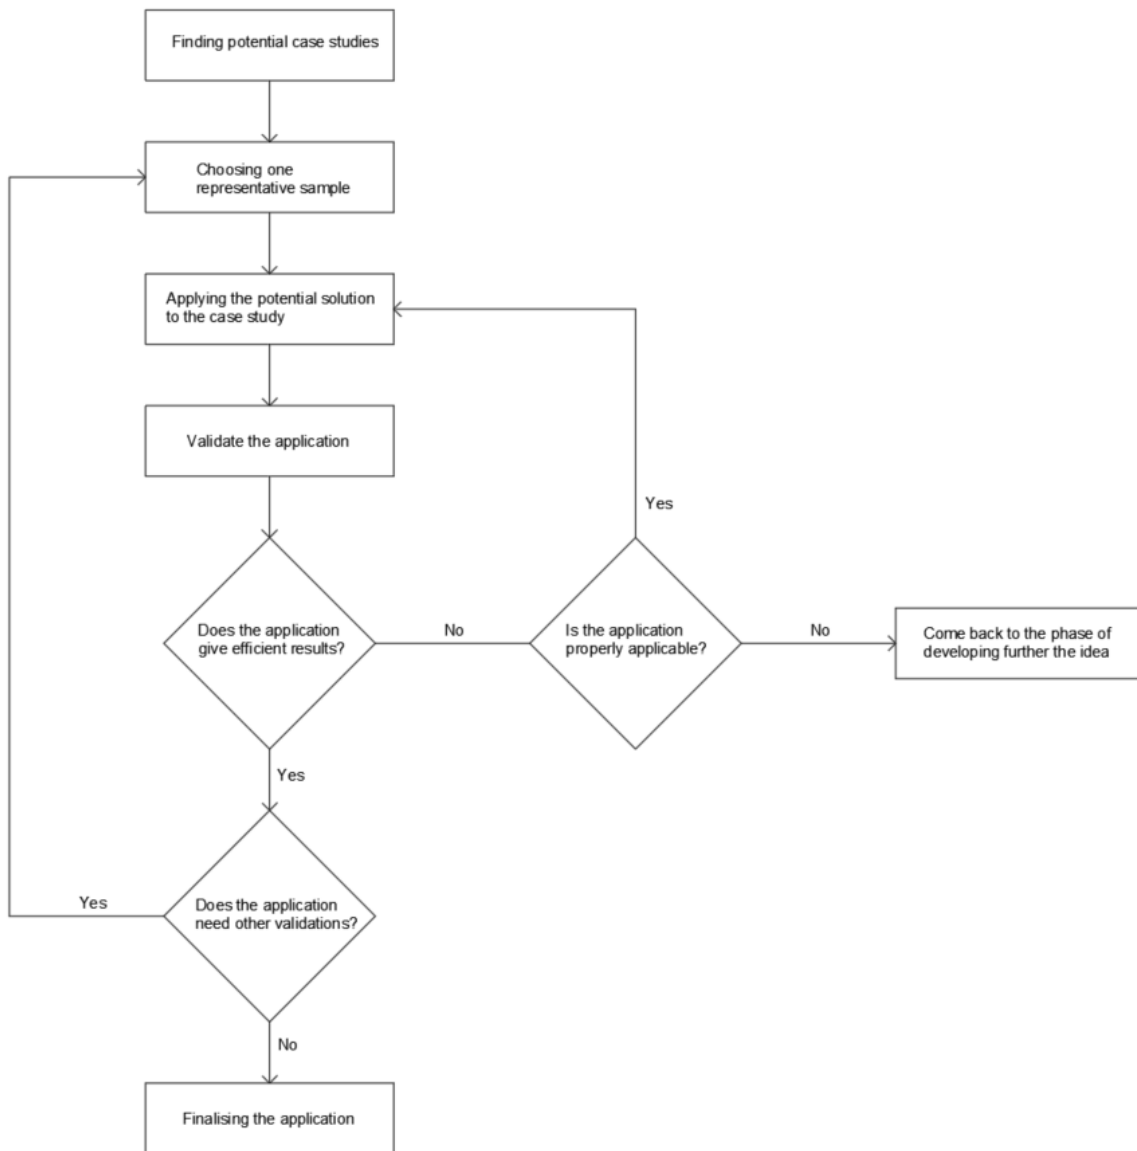 Finding potential case studies
Choosing one
representative sample
Applying the potential solution
to the case study
Validate the application
Yes
Does the application
give efficient results?
No
Is the application
properly applicable?
No
Come back to the phase of
developing further the idea
Yes
Yes
Does the application
need other validations?
No
Finalising the application